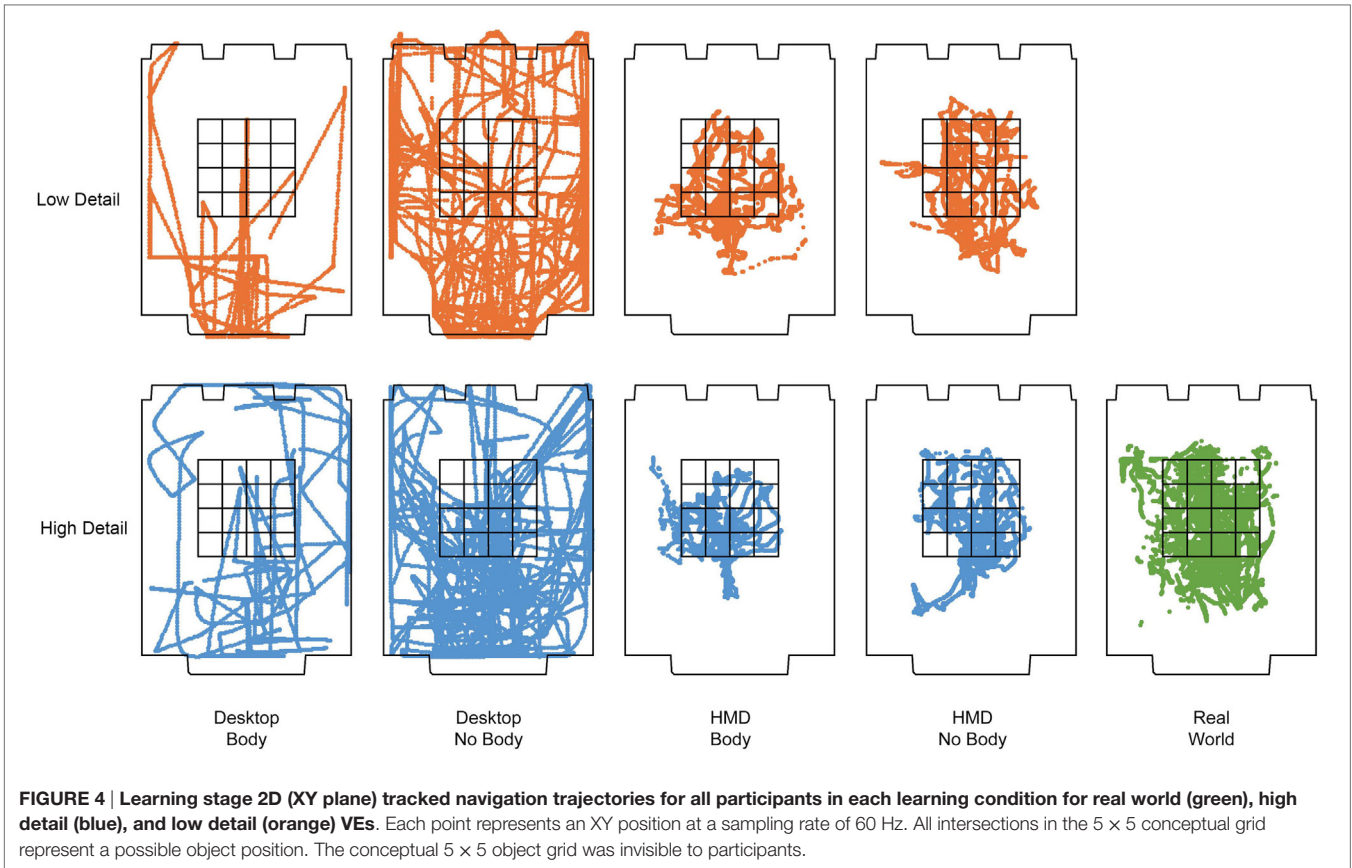 Low Detail
High Detail
Desktop
Body
Desktop
No Body
HMD
Body
HMD
No Body
Real
World
FIGURE 4 | Learning stage 2D (XY plane) tracked navigation trajectories for all participants in each learning condition for real world (green), high
detail (blue), and low detail (orange) VEs. Each point represents an XY position at a sampling rate of 60 Hz. All intersections in the 5 × 5 conceptual grid
represent a possible object position. The conceptual 5 × 5 object grid was invisible to participants.